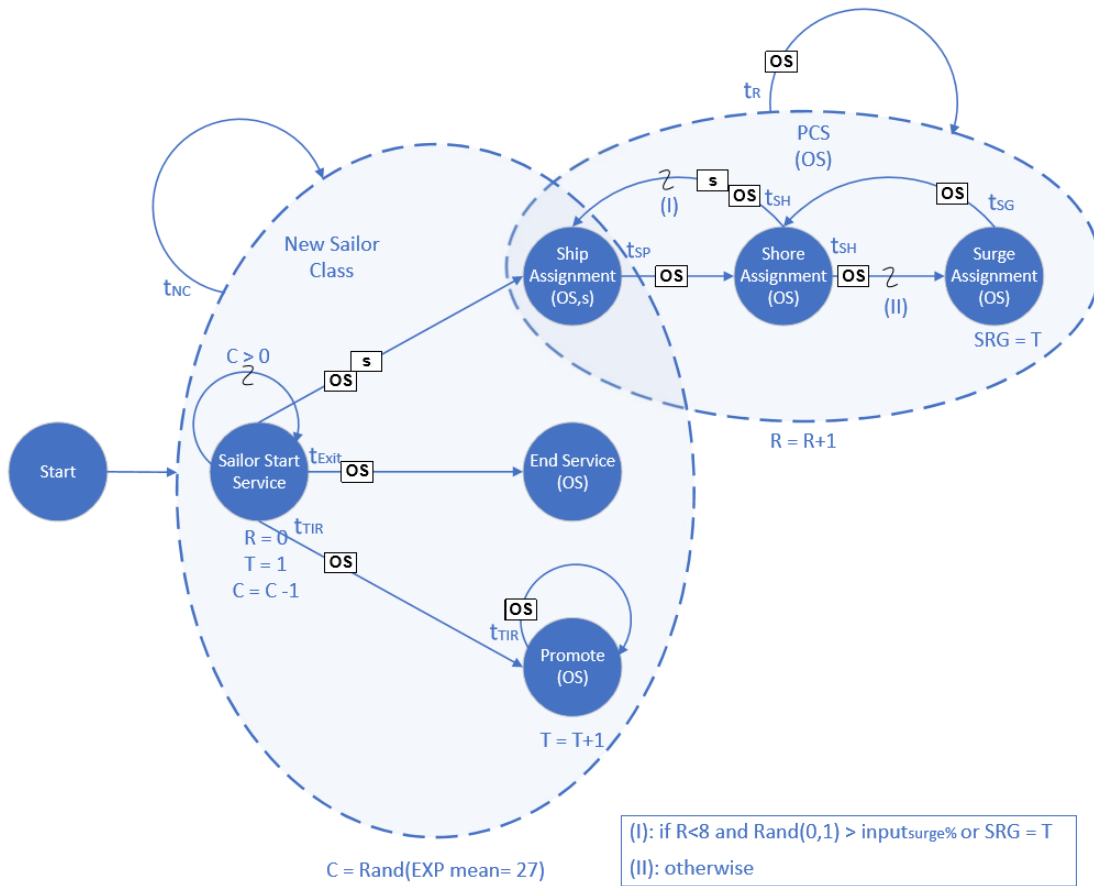 OS
tR
PCS
(OS)
s
OS
tSH
(I)
OS
tSG
New Sailor
Class
tNC
Ship
Assignment
(OS,s)
tSP
OS
Shore
Assignment
(OS)
tSH
OS
(II)
Surge
Assignment
(OS)
SRG = T
C > 0
s
OS
R = R+1
Start
Sailor Start
Service
tExit
OS
End Service
(OS)
R = 0
T = 1
C = C -1
tTIR
OS
OS
tTIR
Promote
(OS)
T = T+1
(I): if R<8 and Rand(0,1) > inputsurge% or SRG = T
(II): otherwise
C = Rand(EXP mean= 27)